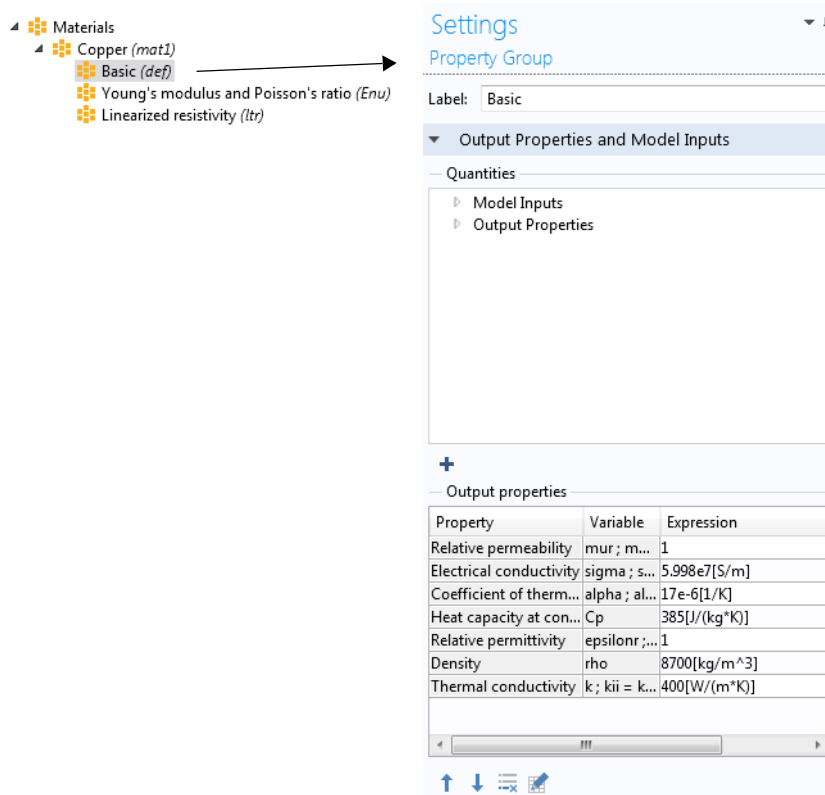 Materials
Copper (mat1)
Basic (def)
Young's modulus and Poisson's ratio (Enu)
Linearized resistivity (ltr)
Settings
Property Group
Label: Basic
Output Properties and Model Inputs
Quantities
Model Inputs
Output Properties
Output properties
Property Variable Expression
Relative permeability mur ; m... 1
Electrical conductivity sigma ; s... 5.998e7[S/m]
Coefficient of therm... alpha ; al... 17e-6[1/K]
Heat capacity at con... Cp 385[J/(kg*K)]
Relative permittivity epsilonr ;... 1
Density rho 8700[kg/m^3]
Thermal conductivity k ; kii = k... 400[W/(m*K)]